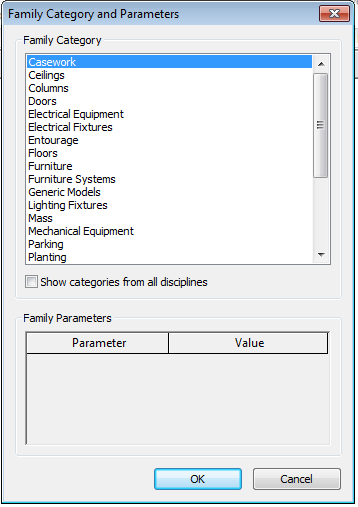 Family Category and Parameters
Family Category
Casework
Ceilings
Columns
Doors
Electrical Equipment
Electrical Fixtures
Entourage
Floors
Furniture
Furniture Systems
Generic Models
Lighting Fixtures
Mass
Mechanical Equipment
Parking
Planting
Show categories from all disciplines
Family Parameters
Parameter Value
OK Cancel